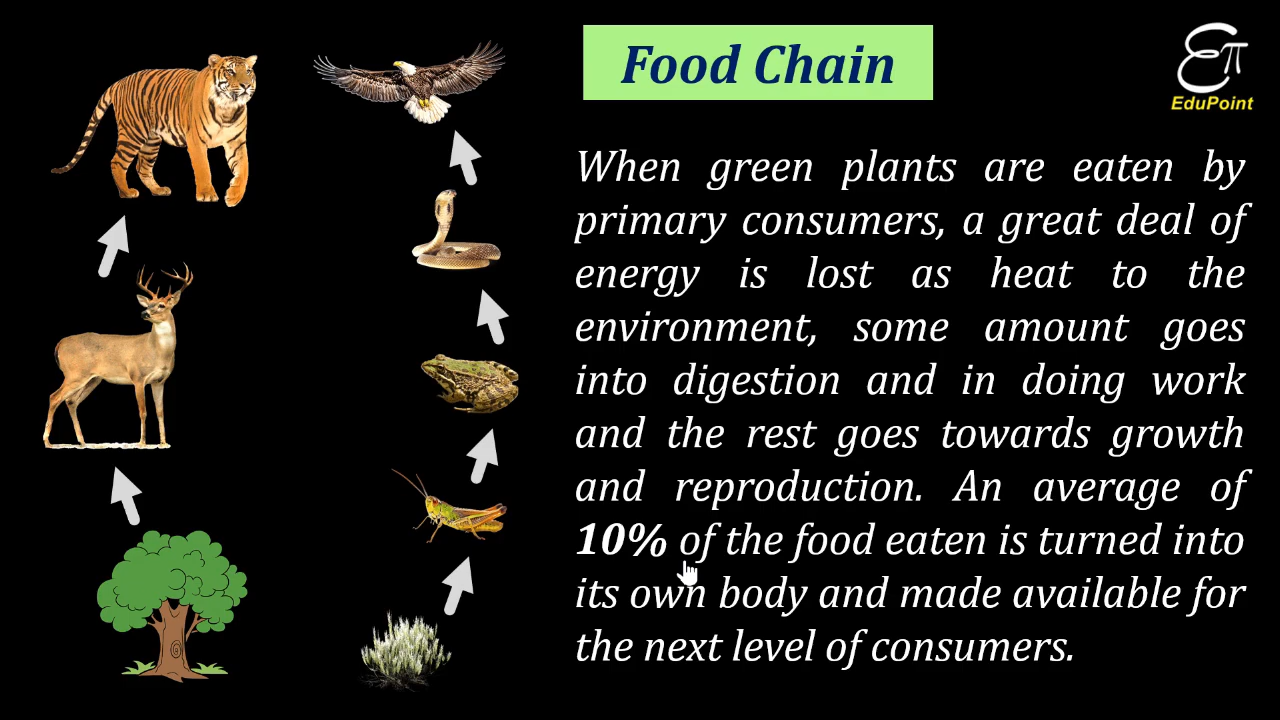 Food Chain
επ
EduPoint
When green plants are eaten by
primary consumers, a great deal of
energy is lost as heat to the
environment, some amount goes
into digestion and in doing work
and the rest goes towards growth
and reproduction. An average of
10% of the food eaten is turned into
its own body and made available for
the next level of consumers.